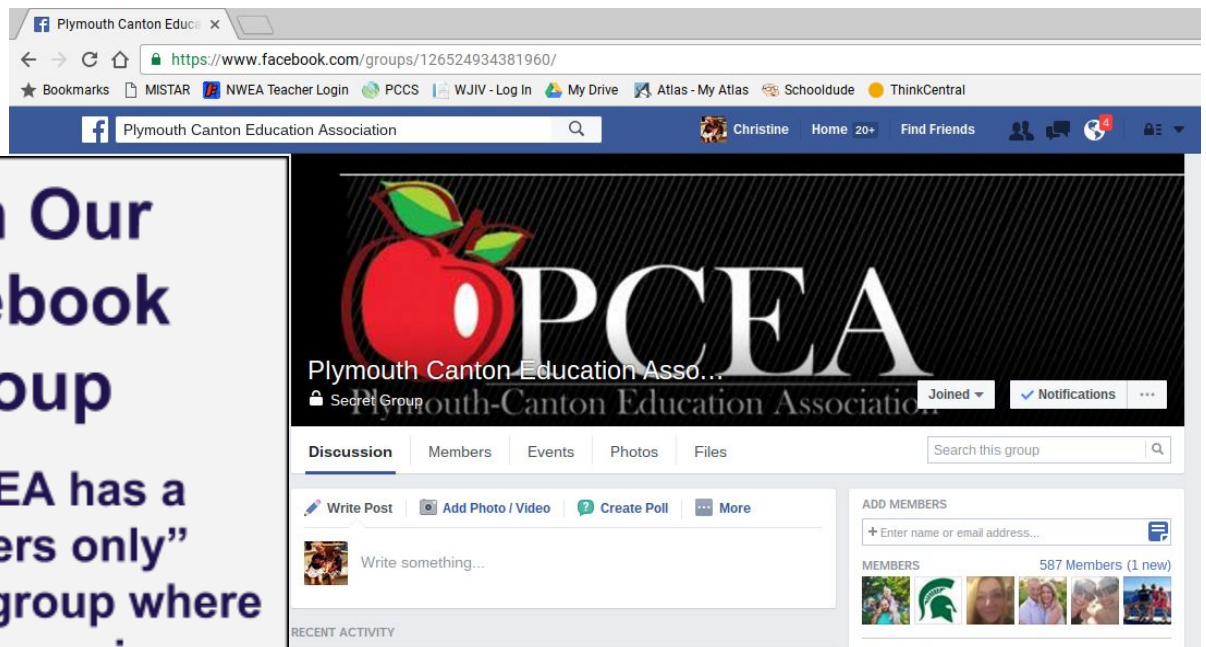 Plymouth Canton Educa
https://www.facebook.com/groups/126524934381960/
Bookmarks MISTAR NWEA Teacher Login PCCS WJIV - Log In My Drive Atlas - My Atlas Schooldude ThinkCentral
Plymouth Canton Education Association Christine Home 20+ Find Friends 4
Our
ebook
oup
EA has a
ers only”
group where
PCEA
Plymouth-Canton Education Association
Plymouth Canton Education Asso...
Secret Group
Joined Notifications ...
Discussion Members Events Photos Files Search this group
Write Post Add Photo / Video Create Poll More
Write something...
ADD MEMBERS
+ Enter name or email address...
MEMBERS 587 Members (1 new)
RECENT ACTIVITY